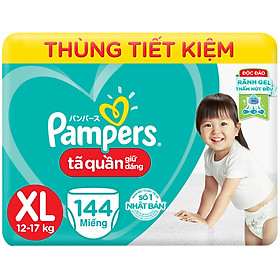 THÙNG TIẾT KIỆM
パンパース
Pampers
tã quần giữ dáng
XL
12-17 kg
144
Miếng
SỐ 1
NHẬT BẢN
ĐỘC ĐÁO
RÃNH GEL
THẤM HÚT ĐỀU